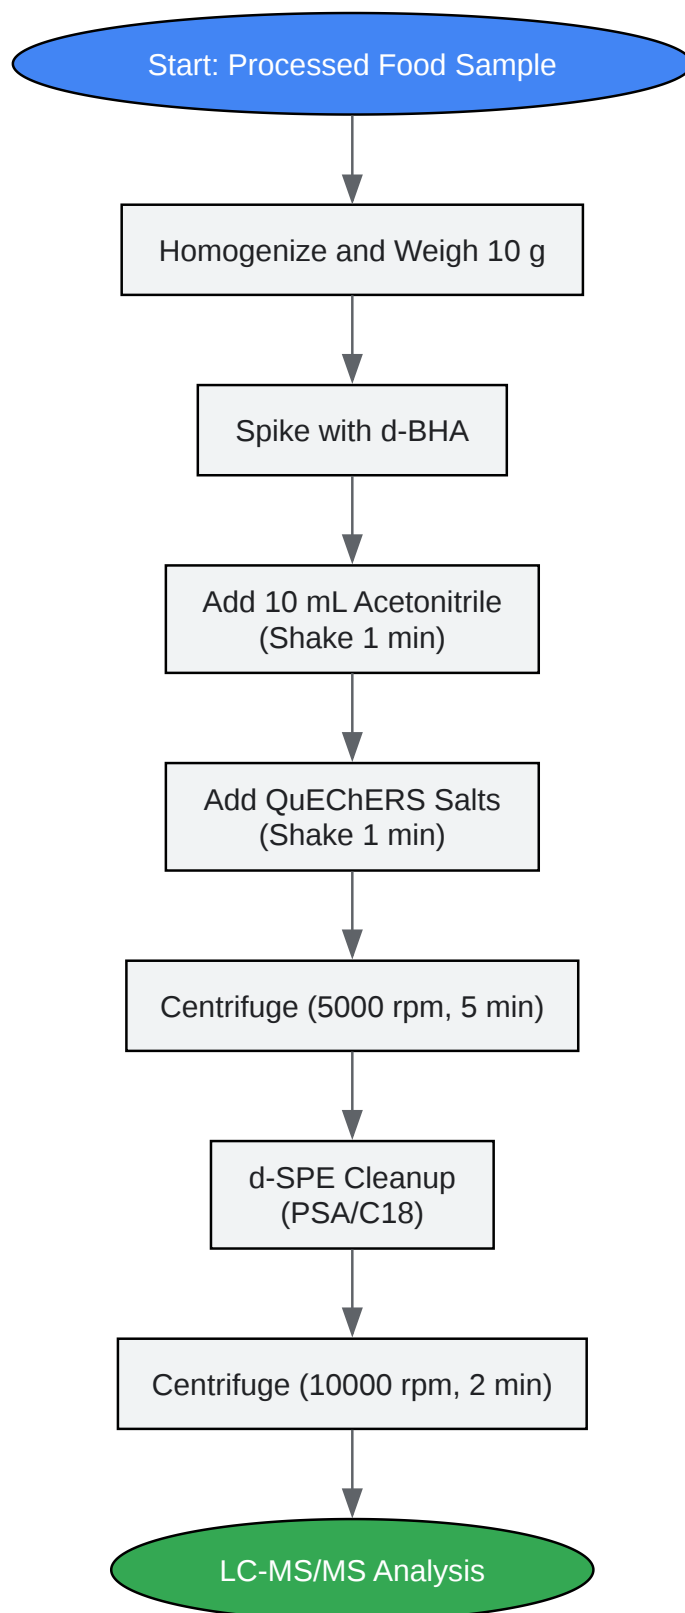 Start: Processed Food Sample
Homogenize and Weigh 10 g
Spike with d-BHA
Add 10 mL Acetonitrile
(Shake 1 min)
Add QuEChERS Salts
(Shake 1 min)
Centrifuge (5000 rpm, 5 min)
d-SPE Cleanup
(PSA/C18)
Centrifuge (10000 rpm, 2 min)
LC-MS/MS Analysis